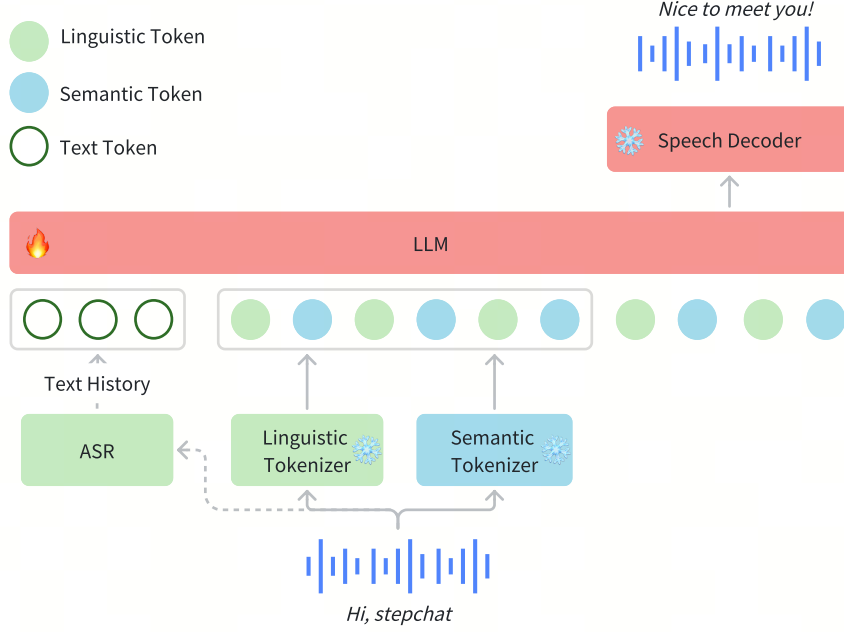 Nice to meet you!
Linguistic Token
Semantic Token
Text Token
Speech Decoder
LLM
Text History
ASR
Linguistic
Tokenizer
Semantic
Tokenizer
Hi, stepchat